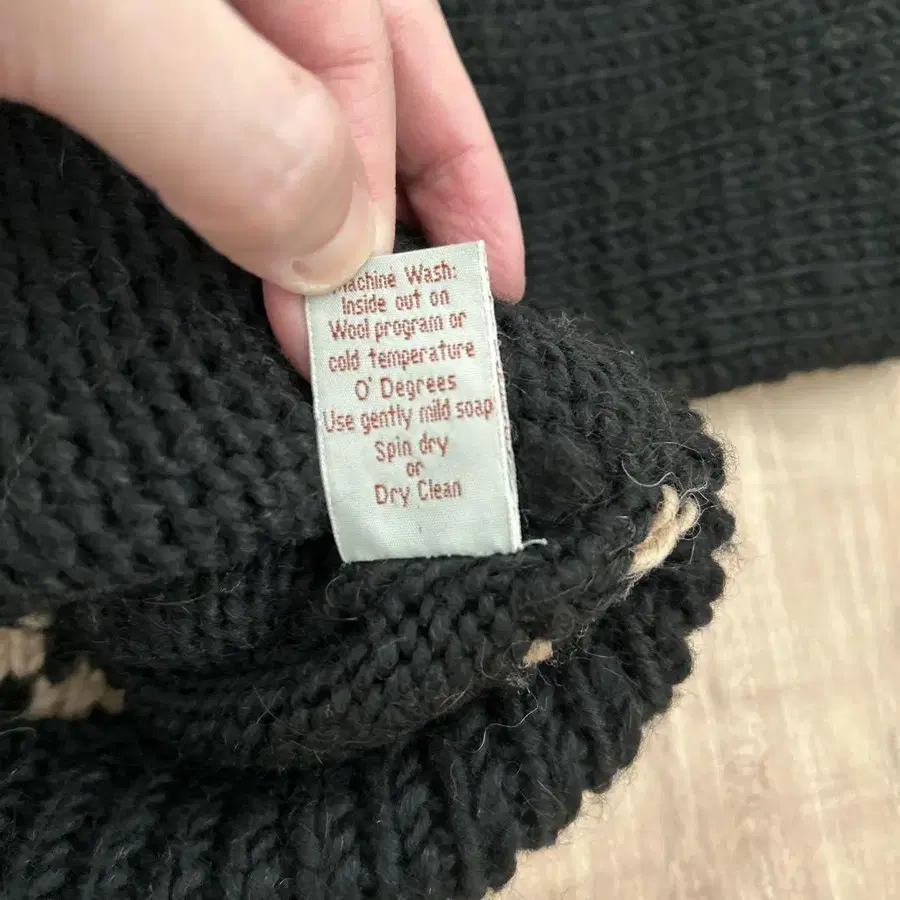 Machine Wash:
Inside out on
Wool program or
cold temperature
O' Degrees
Use gently mild soap
Spin dry
or
Dry Clean